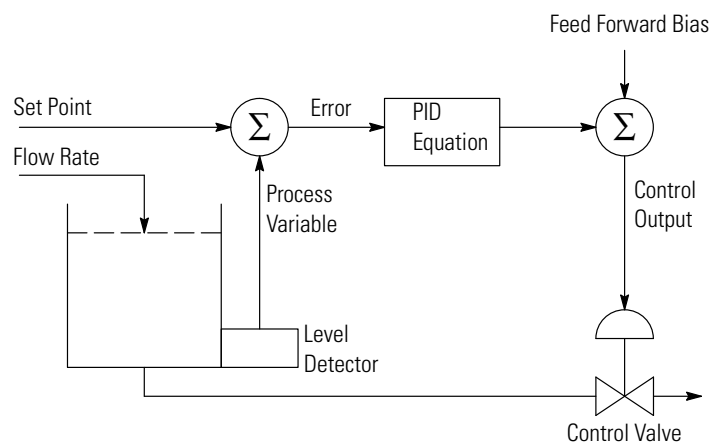 Feed Forward Bias
Set Point
Σ
Error
PID
Equation
Σ
Flow Rate
Process
Variable
Control
Output
Level
Detector
Control Valve